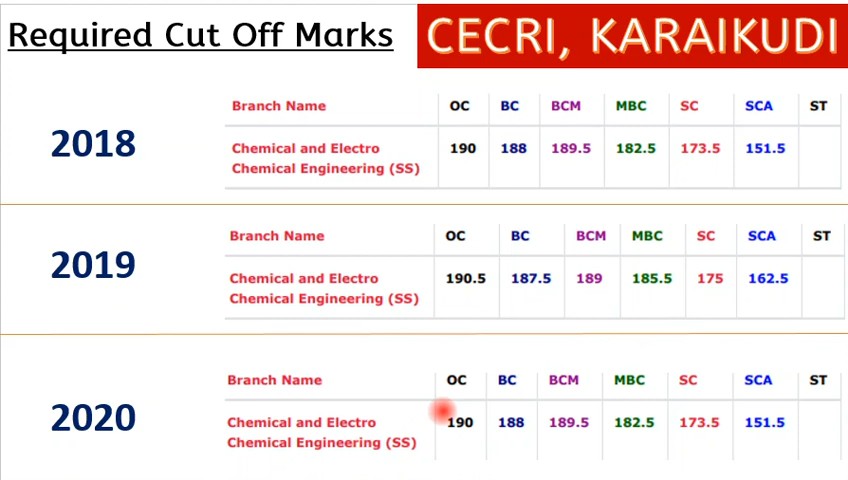 Required Cut Off Marks
CECRI, KARAIKUDI
2018
Branch Name OC BC BCM MBC SC SCA ST
Chemical and Electro 190 188 189.5 182.5 173.5 151.5
Chemical Engineering (SS)
2019
Branch Name OC BC BCM MBC SC SCA ST
Chemical and Electro 190.5 187.5 189 185.5 175 162.5
Chemical Engineering (SS)
2020
Branch Name OC BC BCM MBC SC SCA ST
Chemical and Electro 190 188 189.5 182.5 173.5 151.5
Chemical Engineering (SS)